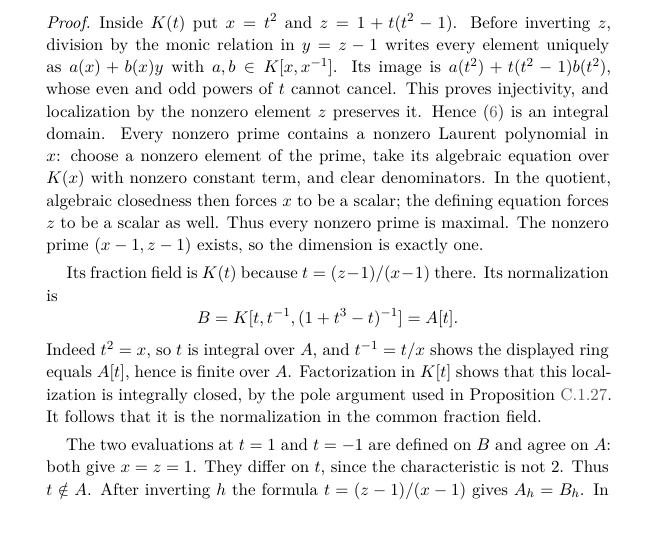 Proof. Inside K(t) put x = t² and z = 1 + t(t² − 1). Before inverting z,
division by the monic relation in y = z − 1 writes every element uniquely
as a(x) + b(x)y with a, b ∈ K[x, x⁻¹]. Its image is a(t²) + t(t² − 1)b(t²),
whose even and odd powers of t cannot cancel. This proves injectivity, and
localization by the nonzero element z preserves it. Hence (6) is an integral
domain. Every nonzero prime contains a nonzero Laurent polynomial in
x: choose a nonzero element of the prime, take its algebraic equation over
K(x) with nonzero constant term, and clear denominators. In the quotient,
algebraic closedness then forces x to be a scalar; the defining equation forces
z to be a scalar as well. Thus every nonzero prime is maximal. The nonzero
prime (x − 1, z − 1) exists, so the dimension is exactly one.
Its fraction field is K(t) because t = (z−1)/(x−1) there. Its normalization
is
B = K[t, t⁻¹, (1 + t³ − t)⁻¹] = A[t].
Indeed t² = x, so t is integral over A, and t⁻¹ = t/x shows the displayed ring
equals A[t], hence is finite over A. Factorization in K[t] shows that this local-
ization is integrally closed, by the pole argument used in Proposition C.1.27.
It follows that it is the normalization in the common fraction field.
The two evaluations at t = 1 and t = −1 are defined on B and agree on A:
both give x = z = 1. They differ on t, since the characteristic is not 2. Thus
t ∉ A. After inverting h the formula t = (z − 1)/(x − 1) gives Aₕ = Bₕ. In